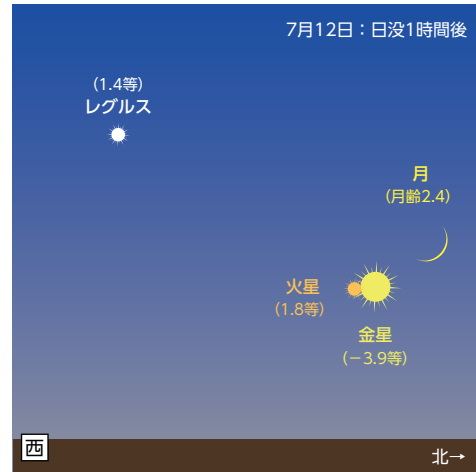 7月12日：日没1時間後
（1.4等）
レグルス
月
（月齢2.4）
火星
（1.8等）
金星
（－3.9等）
西
北→